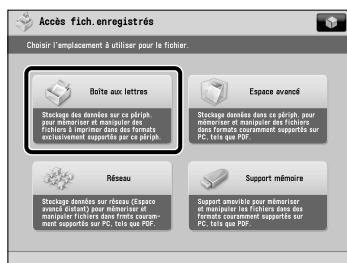 Accès fich.enregistrés
Choisir l'emplacement à utiliser pour le fichier.
Boîte aux lettres
Stockage des données sur ce périph.
pour mémoriser et manipuler des
fichiers à imprimer dans des formats
exclusivement supportés par ce périph.
Espace avancé
Stockage données dans ce périph. pour
mémoriser et manipuler des fichiers
dans formats couramment supportés sur
PC, tels que PDF.
Réseau
Stockage données sur réseau (Espace
avancé distant) pour mémoriser et
manipuler fichiers dans frmts couram-
ment supportés sur PC, tels que PDF.
Support mémoire
Support amovible pour mémoriser
et manipuler les fichiers dans des
formats couramment supportés sur
PC, tels que PDF.